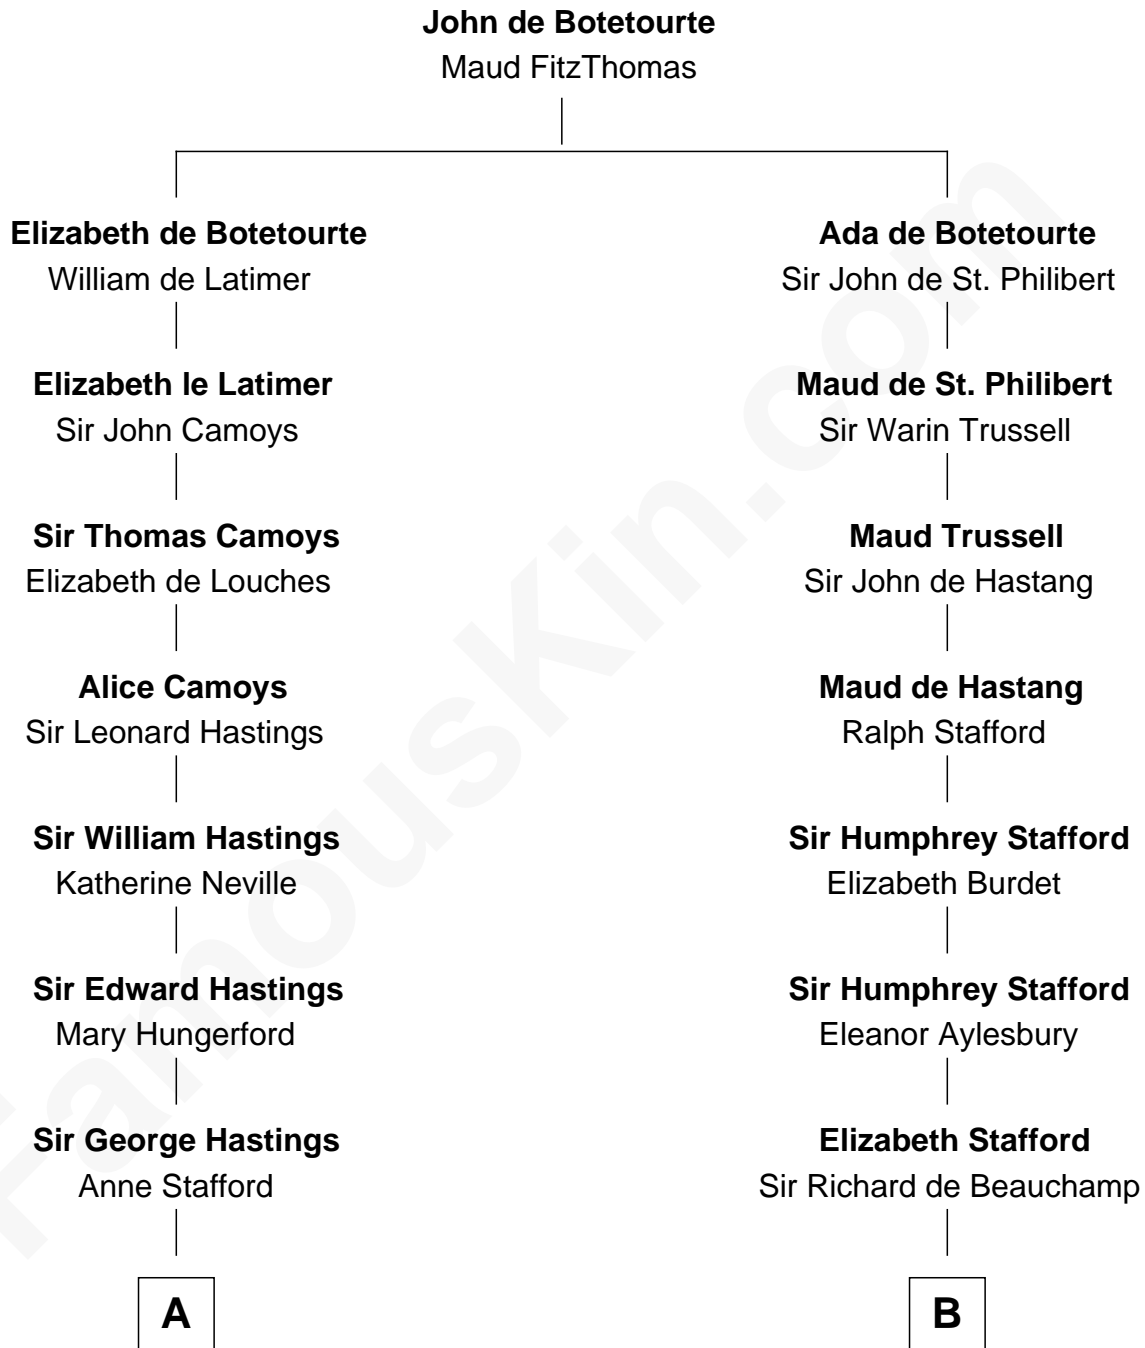 John de Botetourte
Maud FitzThomas
Elizabeth de Botetourte
William de Latimer
Ada de Botetourte
Sir John de St. Philibert
Elizabeth le Latimer
Sir John Camoys
Maud de St. Philibert
Sir Warin Trussell
Sir Thomas Camoys
Elizabeth de Louches
Maud Trussell
Sir John de Hastang
Alice Camoys
Sir Leonard Hastings
Maud de Hastang
Ralph Stafford
Sir William Hastings
Katherine Neville
Sir Humphrey Stafford
Elizabeth Burdet
Sir Edward Hastings
Mary Hungerford
Sir Humphrey Stafford
Eleanor Aylesbury
Sir George Hastings
Anne Stafford
Elizabeth Stafford
Sir Richard de Beauchamp
A
B
FamousKin.com